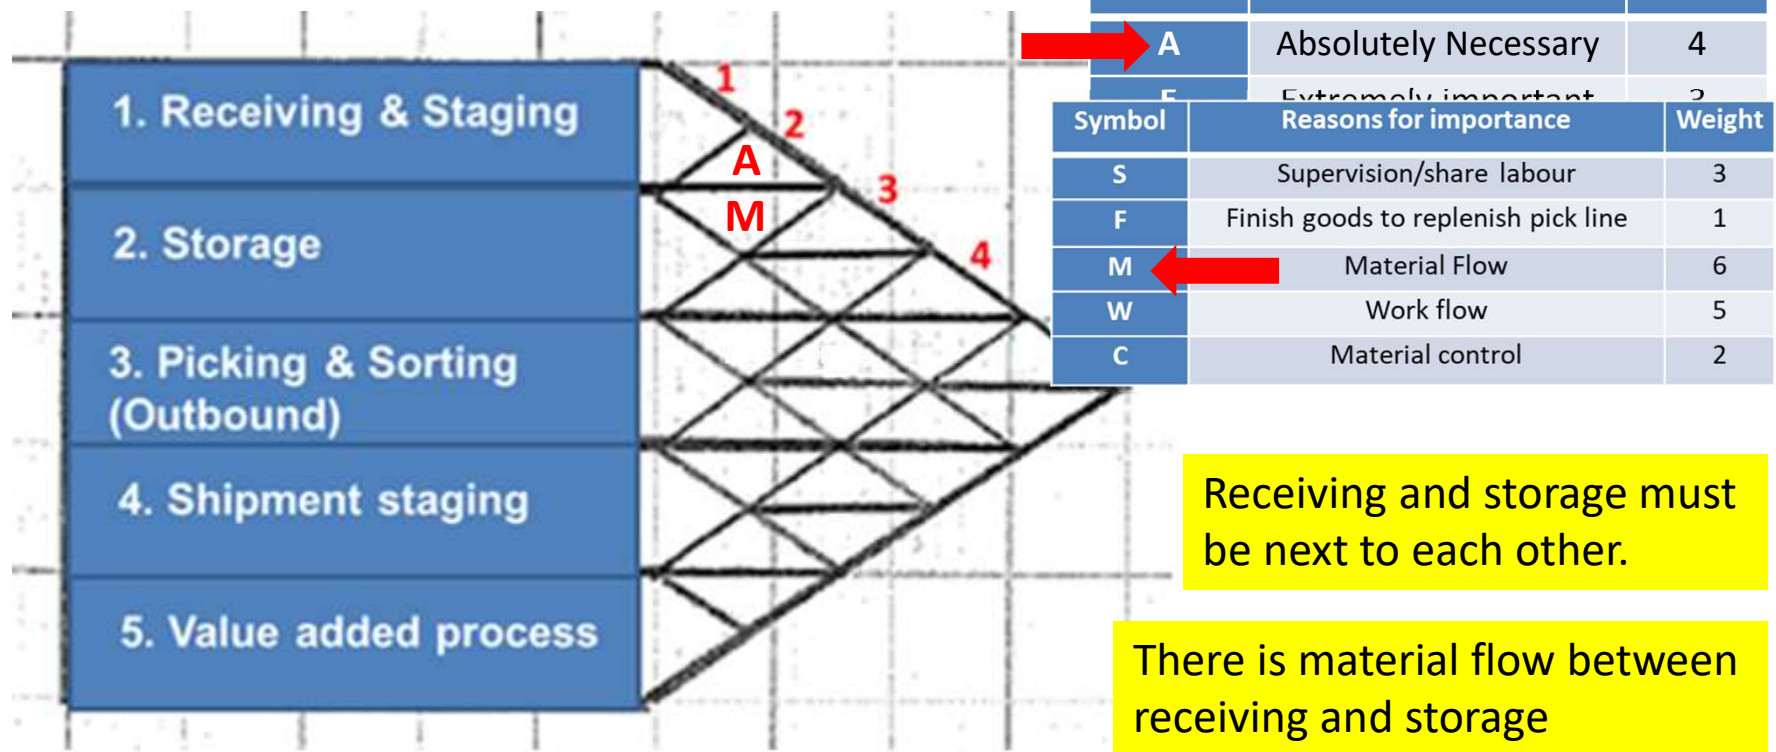 1. Receiving & Staging
2. Storage
3. Picking & Sorting
(Outbound)
4. Shipment staging
5. Value added process
1
2
3
4
A
M
A Absolutely Necessary 4
Symbol Reasons for importance Weight
S Supervision/share labour 3
F Finish goods to replenish pick line 1
M Material Flow 6
W Work flow 5
C Material control 2
Receiving and storage must
be next to each other.
There is material flow between
receiving and storage